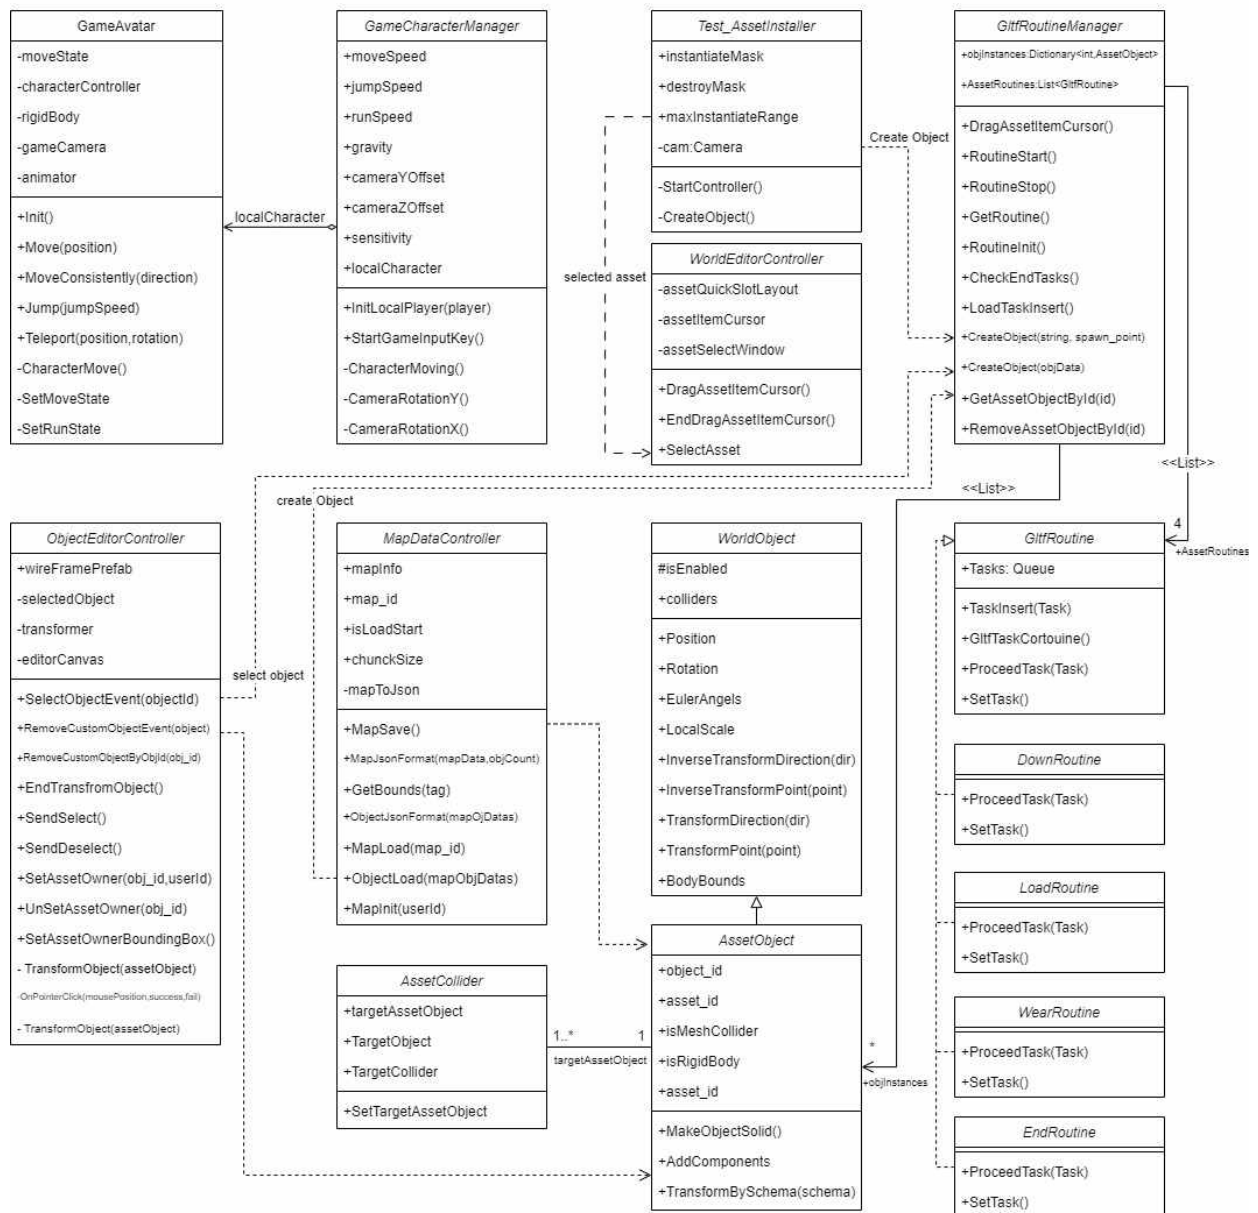 GameAvatar
-moveState
-characterController
-rigidBody
-gameCamera
-animator
+Init()
+Move(position)
+MoveConsistently(direction)
+Jump(jumpSpeed)
+Teleport(position,rotation)
-CharacterMove()
-SetMoveState
-SetRunState
localCharacter
GameCharacterManager
+moveSpeed
+jumpSpeed
+runSpeed
+gravity
+cameraYOffset
+cameraZOffset
+sensitivity
+localCharacter
+InitLocalPlayer(player)
+StartGameInputKey()
-CharacterMoving()
-CameraRotationY()
-CameraRotationX()
Test_AssetInstaller
+instantiateMask
+destroyMask
+maxInstantiateRange
-cam:Camera
-StartController()
-CreateObject()
selected asset
Create Object
WorldEditorController
-assetQuickSlotLayout
-assetItemCursor
-assetSelectWindow
+DragAssetItemCursor()
+EndDragAssetItemCursor()
+SelectAsset
GltfRoutineManager
+objInstances:Dictionary<int,AssetObject>
+AssetRoutines:List<GltfRoutine>
+DragAssetItemCursor()
+RoutineStart()
+RoutineStop()
+GetRoutine()
+RoutineInit()
+CheckEndTasks()
+LoadTaskInsert()
+CreateObject(string, spawn_point)
+CreateObject(objData)
+GetAssetObjectById(id)
+RemoveAssetObjectById(id)
<<List>>
<<List>>
create Object
select object
4
+AssetRoutines
ObjectEditorController
+wireFramePrefab
-selectedObject
-transformer
-editorCanvas
+SelectObjectEvent(objectId)
+RemoveCustomObjectEvent(object)
+RemoveCustomObjectByObjId(obj_id)
+EndTransfromObject()
+SendSelect()
+SendDeselect()
+SetAssetOwner(obj_id,userId)
+UnSetAssetOwner(obj_id)
+SetAssetOwnerBoundingBox()
- TransformObject(assetObject)
-OnPointerClick(mousePosition,success,fail)
- TransformObject(assetObject)
MapDataController
+mapInfo
+map_id
+isLoadStart
+chunckSize
-mapToJson
+MapSave()
+MapJsonFormat(mapData,objCount)
+GetBounds(tag)
+ObjectJsonFormat(mapOjDatas)
+MapLoad(map_id)
+ObjectLoad(mapObjDatas)
+MapInit(userId)
WorldObject
#isEnabled
+colliders
+Position
+Rotation
+EulerAngels
+LocalScale
+InverseTransformDirection(dir)
+InverseTransformPoint(point)
+TransformDirection(dir)
+TransformPoint(point)
+BodyBounds
GltfRoutine
+Tasks: Queue
+TaskInsert(Task)
+GltfTaskCortouine()
+ProceedTask(Task)
+SetTask()
DownRoutine
+ProceedTask(Task)
+SetTask()
LoadRoutine
+ProceedTask(Task)
+SetTask()
WearRoutine
+ProceedTask(Task)
+SetTask()
EndRoutine
+ProceedTask(Task)
+SetTask()
AssetCollider
+targetAssetObject
+TargetObject
+TargetCollider
+SetTargetAssetObject
1..*
1
targetAssetObject
AssetObject
+object_id
+asset_id
+isMeshCollider
+isRigidBody
+asset_id
+MakeObjectSolid()
+AddComponents
+TransformBySchema(schema)
*
+objInstances